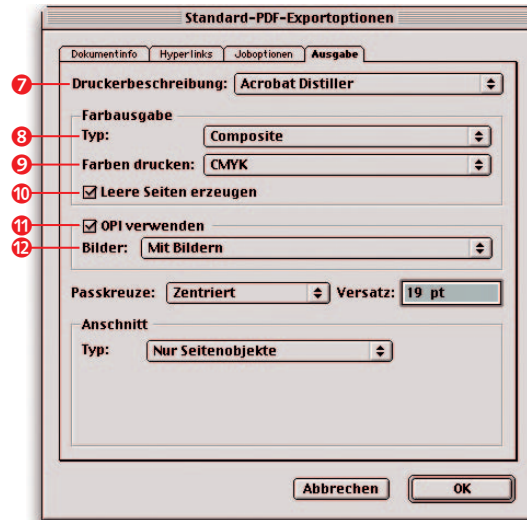 Standard-PDF-Exportoptionen
Dokumentinfo Hyperlinks Joboptionen Ausgabe
7 Druckerbeschreibung: Acrobat Distiller
Farbausgabe
8 Typ: Composite
9 Farben drucken: CMYK
10 Leere Seiten erzeugen
11 OPI verwenden
12 Bilder: Mit Bildern
Passkreuze: Zentriert Versatz: 19 pt
Anschnitt
Typ: Nur Seitenobjekte
Abbrechen OK